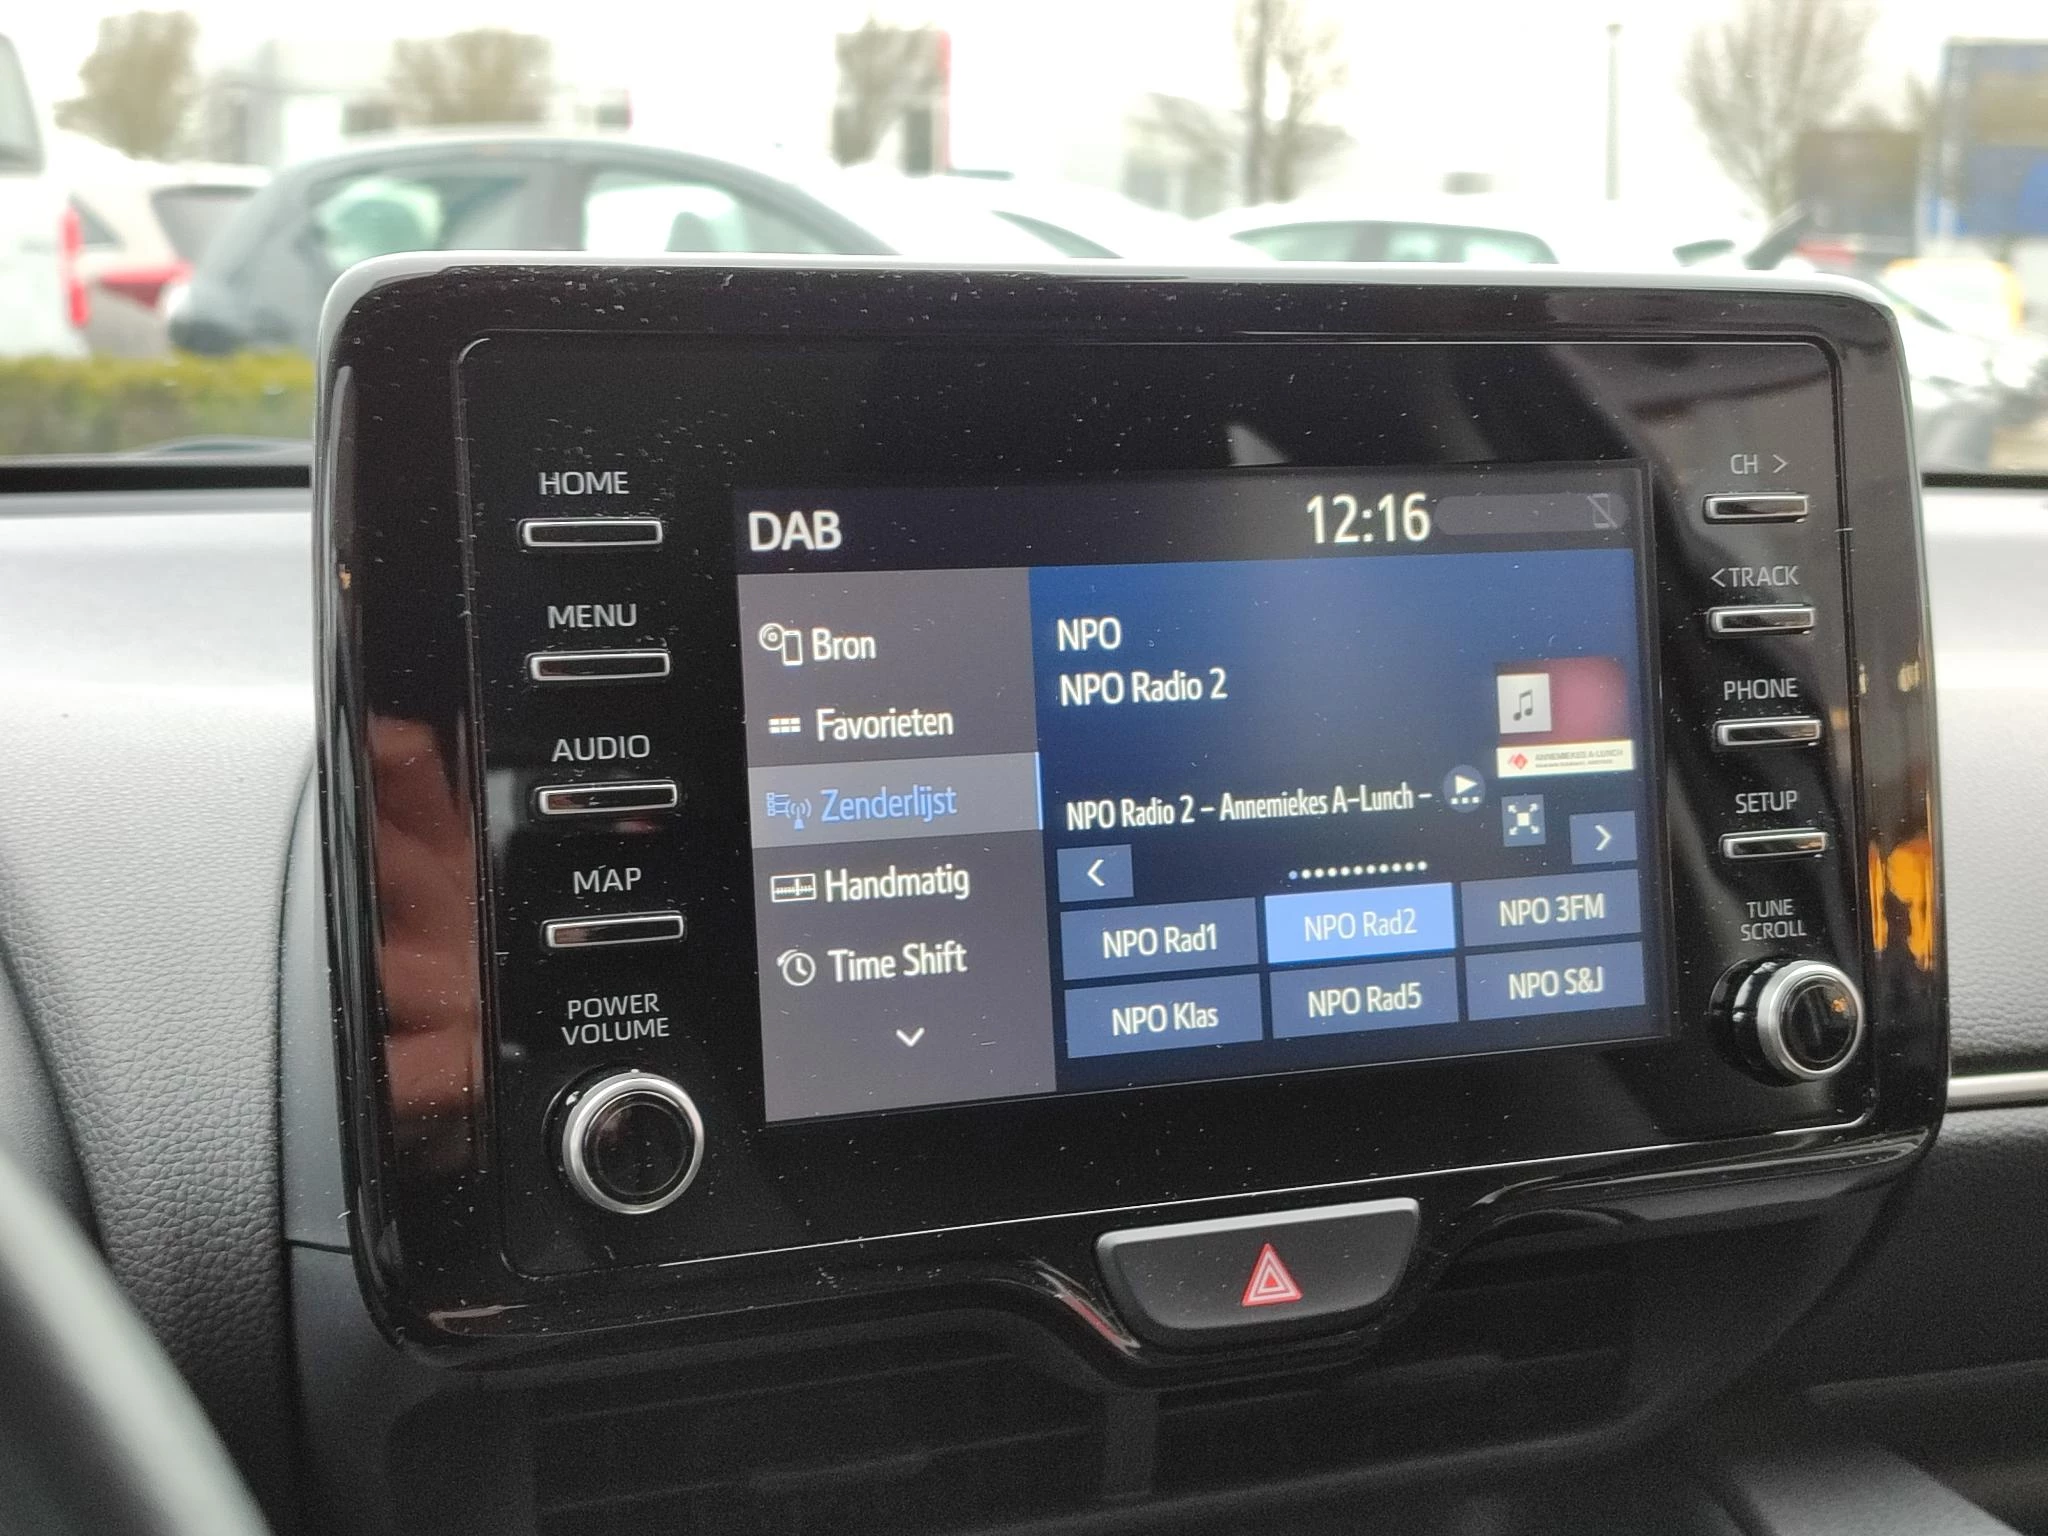 HOME
MENU
AUDIO
MAP
POWER
VOLUME
DAB
12:16
Bron
Favorieten
Zenderlijst
Handmatig
Time Shift
NPO
NPO Radio 2
ANNEMIEKES A-LUNCH
NPO Radio 2 – Annemiekes A-Lunch –
NPO Rad1
NPO Rad2
NPO 3FM
NPO Klas
NPO Rad5
NPO S&J
CH >
<TRACK
PHONE
SETUP
TUNE
SCROLL